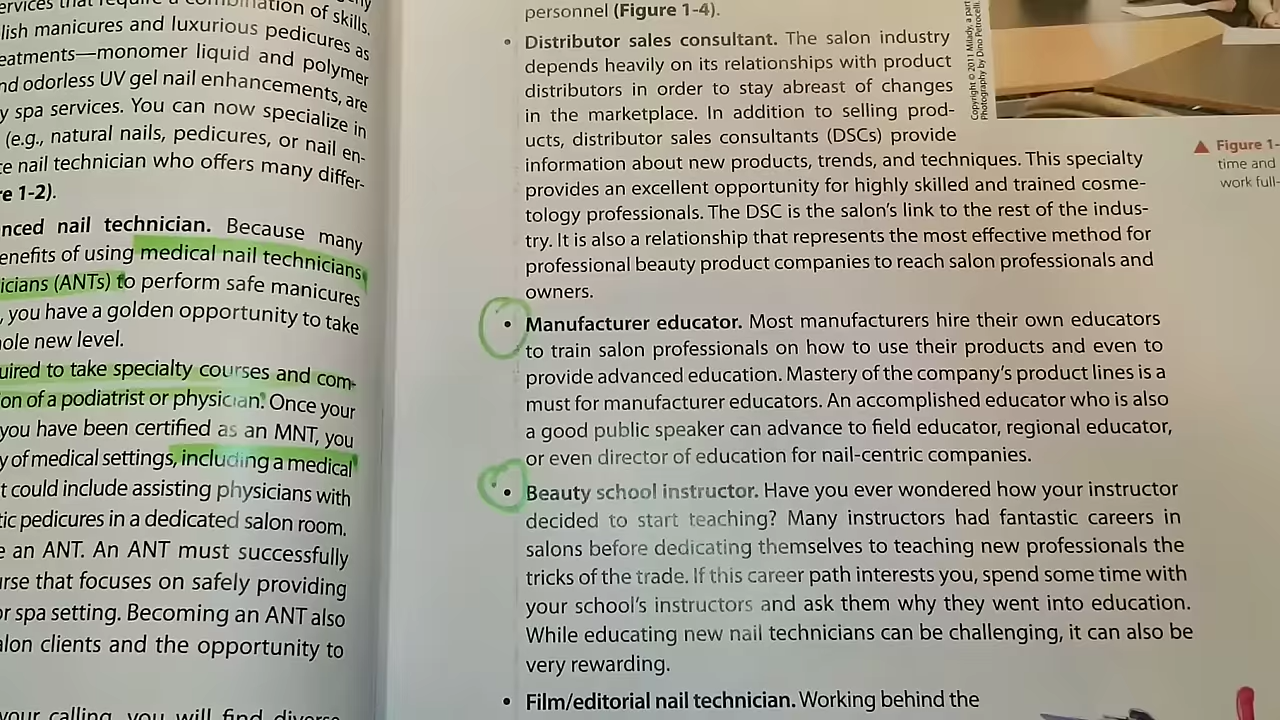 ervices that require a combination of skills.
lish manicures and luxurious pedicures as
eatments—monomer liquid and polymer
nd odorless UV gel nail enhancements, are
y spa services. You can now specialize in
(e.g., natural nails, pedicures, or nail en-
te nail technician who offers many differ-
re 1-2).
nced nail technician. Because many
enefits of using medical nail technicians
icians (ANTs) to perform safe manicures
, you have a golden opportunity to take
hole new level.
uired to take specialty courses and com-
on of a podiatrist or physician. Once your
you have been certified as an MNT, you
y of medical settings, including a medical
t could include assisting physicians with
tic pedicures in a dedicated salon room.
e an ANT. An ANT must successfully
urse that focuses on safely providing
or spa setting. Becoming an ANT also
alon clients and the opportunity to
your calling, you will find diverse
personnel (Figure 1-4).
• Distributor sales consultant. The salon industry
depends heavily on its relationships with product
distributors in order to stay abreast of changes
in the marketplace. In addition to selling prod-
ucts, distributor sales consultants (DSCs) provide
information about new products, trends, and techniques. This specialty
provides an excellent opportunity for highly skilled and trained cosme-
tology professionals. The DSC is the salon's link to the rest of the indus-
try. It is also a relationship that represents the most effective method for
professional beauty product companies to reach salon professionals and
owners.
• Manufacturer educator. Most manufacturers hire their own educators
to train salon professionals on how to use their products and even to
provide advanced education. Mastery of the company's product lines is a
must for manufacturer educators. An accomplished educator who is also
a good public speaker can advance to field educator, regional educator,
or even director of education for nail-centric companies.
• Beauty school instructor. Have you ever wondered how your instructor
decided to start teaching? Many instructors had fantastic careers in
salons before dedicating themselves to teaching new professionals the
tricks of the trade. If this career path interests you, spend some time with
your school's instructors and ask them why they went into education.
While educating new nail technicians can be challenging, it can also be
very rewarding.
• Film/editorial nail technician. Working behind the
Copyright © 2011 Milady, a part
Photography by Dino Petrocelli.
▲ Figure 1-
time and
work full-